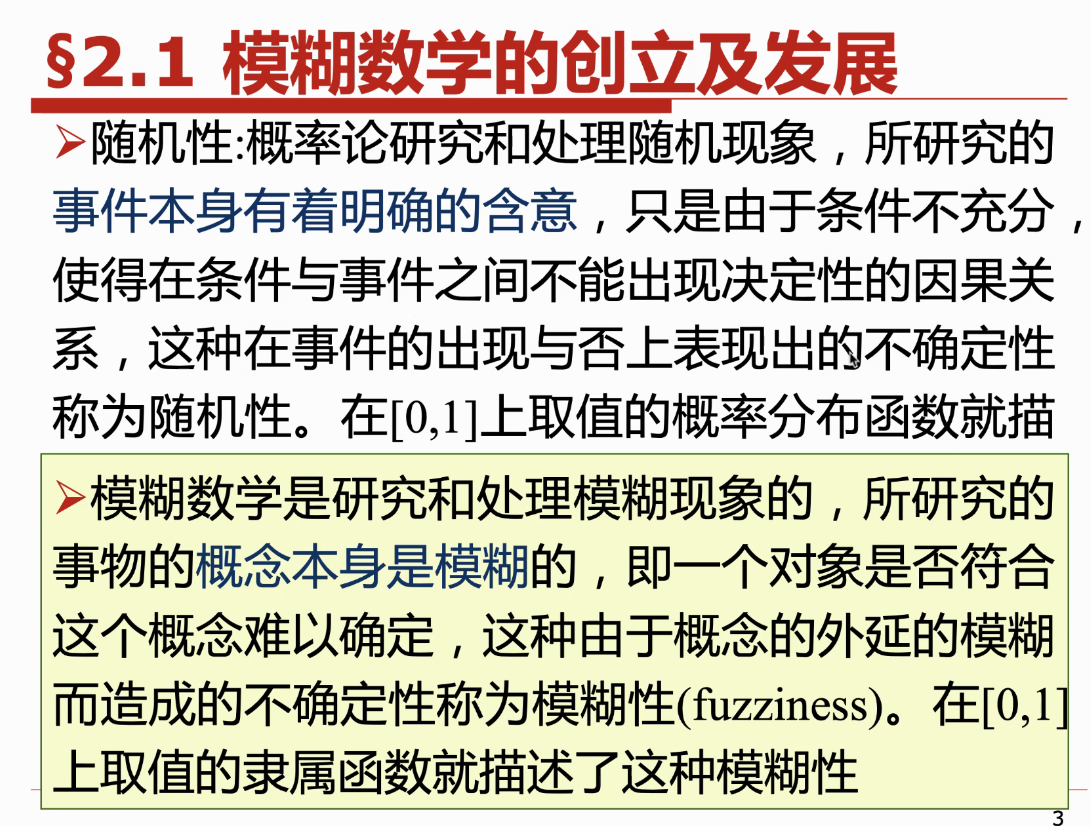 §2.1 模糊数学的创立及发展
➢随机性:概率论研究和处理随机现象，所研究的
事件本身有着明确的含意，只是由于条件不充分，
使得在条件与事件之间不能出现决定性的因果关
系，这种在事件的出现与否上表现出的不确定性
称为随机性。在[0,1]上取值的概率分布函数就描
➢模糊数学是研究和处理模糊现象的，所研究的
事物的概念本身是模糊的，即一个对象是否符合
这个概念难以确定，这种由于概念的外延的模糊
而造成的不确定性称为模糊性(fuzziness)。在[0,1]
上取值的隶属函数就描述了这种模糊性
3